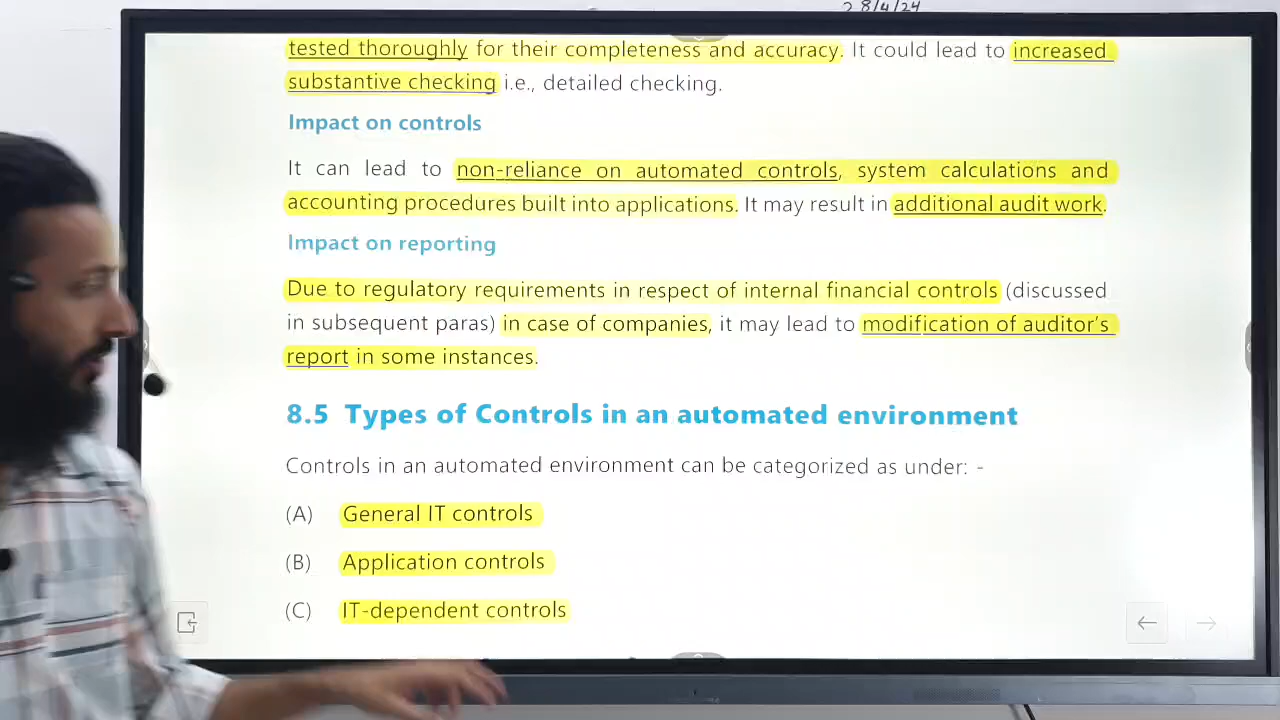 28/4/24
tested thoroughly for their completeness and accuracy. It could lead to increased
substantive checking i.e., detailed checking.
Impact on controls
It can lead to non-reliance on automated controls, system calculations and
accounting procedures built into applications. It may result in additional audit work.
Impact on reporting
Due to regulatory requirements in respect of internal financial controls (discussed
in subsequent paras) in case of companies, it may lead to modification of auditor's
report in some instances.
8.5 Types of Controls in an automated environment
Controls in an automated environment can be categorized as under: -
(A) General IT controls
(B) Application controls
(C) IT-dependent controls